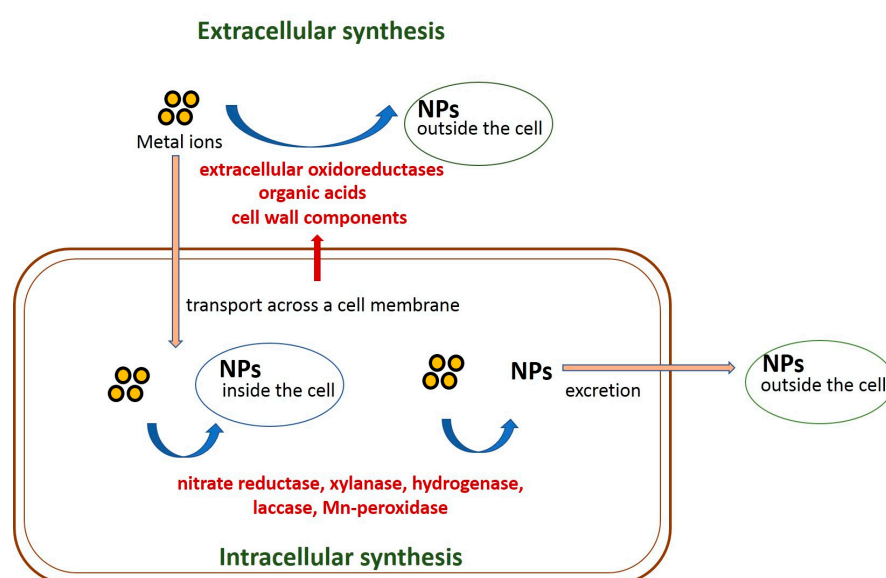 Extracellular synthesis
NPs
outside the cell
Metal ions
extracellular oxidoreductases
organic acids
cell wall components
transport across a cell membrane
NPs
inside the cell
NPs
excretion
NPs
outside the cell
nitrate reductase, xylanase, hydrogenase,
laccase, Mn-peroxidase
Intracellular synthesis